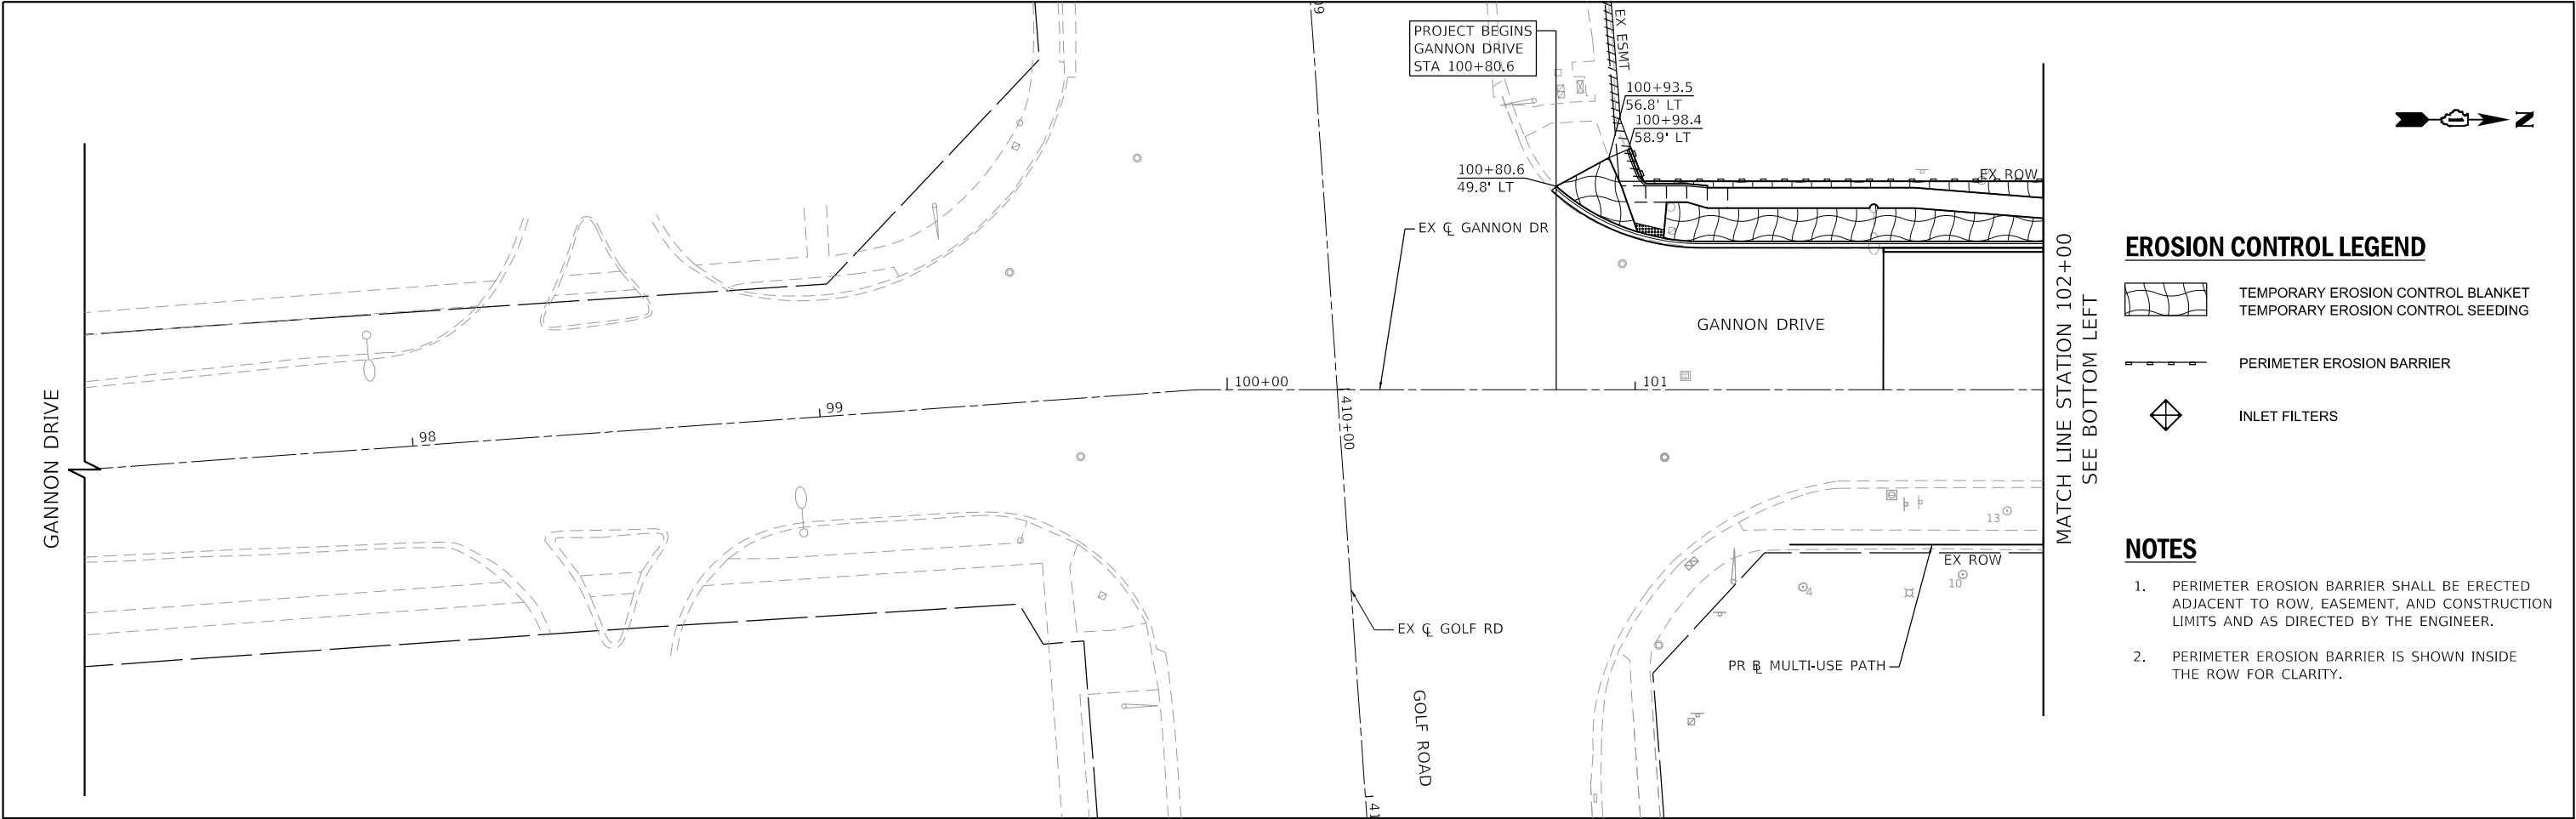 09
PROJECT BEGINS
GANNON DRIVE
STA 100+80.6
EX ESMT
100+93.5
56.8' LT
100+98.4
58.9' LT
100+80.6
49.8' LT
EX ROW
N
EX ℄ GANNON DR
GANNON DRIVE
100+00
101
99
98
410+00
GANNON DRIVE
MATCH LINE STATION 102+00
SEE BOTTOM LEFT
13
EX ROW
10
4
EX ℄ GOLF RD
PR B͟L MULTI-USE PATH
GOLF ROAD
41
EROSION CONTROL LEGEND
TEMPORARY EROSION CONTROL BLANKET
TEMPORARY EROSION CONTROL SEEDING
PERIMETER EROSION BARRIER
INLET FILTERS
NOTES
1. PERIMETER EROSION BARRIER SHALL BE ERECTED
ADJACENT TO ROW, EASEMENT, AND CONSTRUCTION
LIMITS AND AS DIRECTED BY THE ENGINEER.
2. PERIMETER EROSION BARRIER IS SHOWN INSIDE
THE ROW FOR CLARITY.